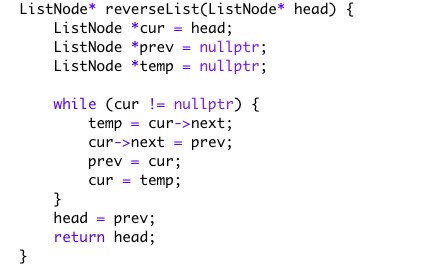 ListNode* reverseList(ListNode* head) {
    ListNode *cur = head;
    ListNode *prev = nullptr;
    ListNode *temp = nullptr;

    while (cur != nullptr) {
        temp = cur->next;
        cur->next = prev;
        prev = cur;
        cur = temp;
    }
    head = prev;
    return head;
}